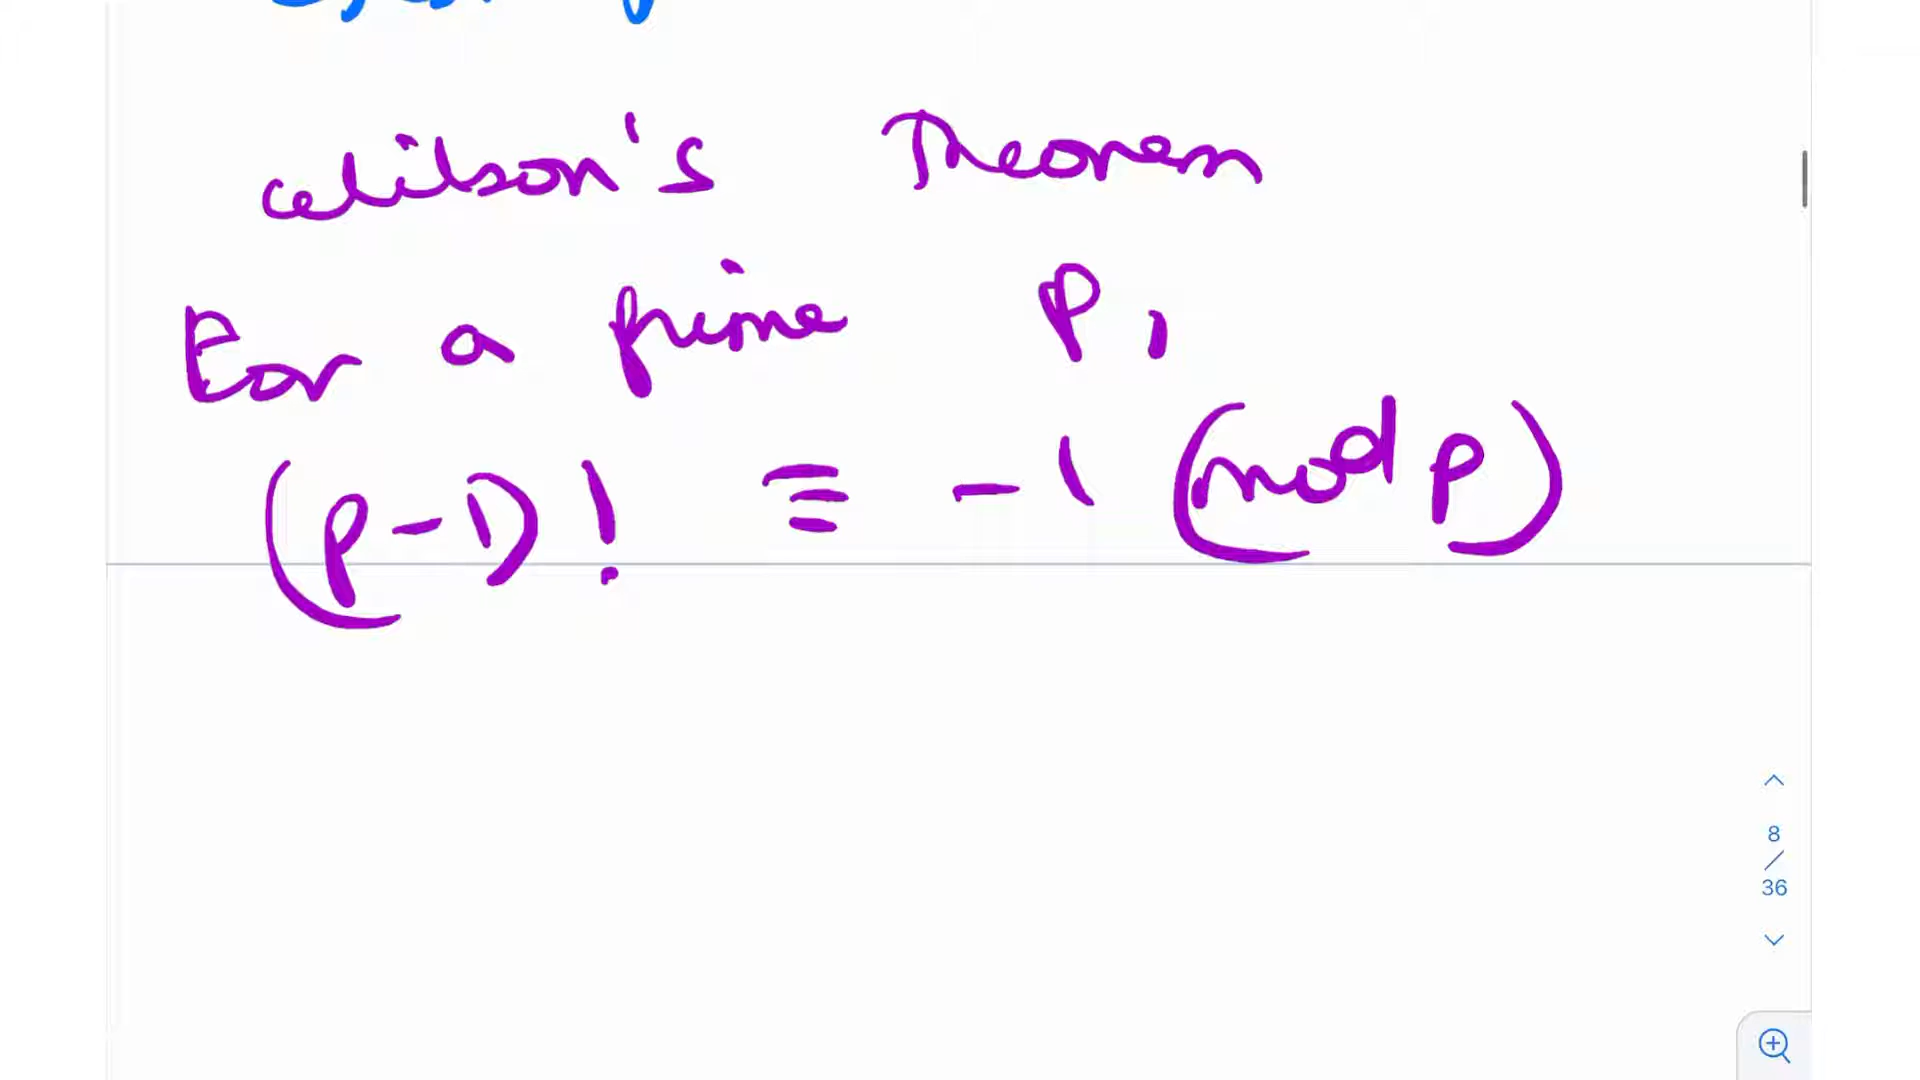 Wilson's Theorem
For a prime P,
(p-1)! ≡ -1 (mod p)
8
/
36